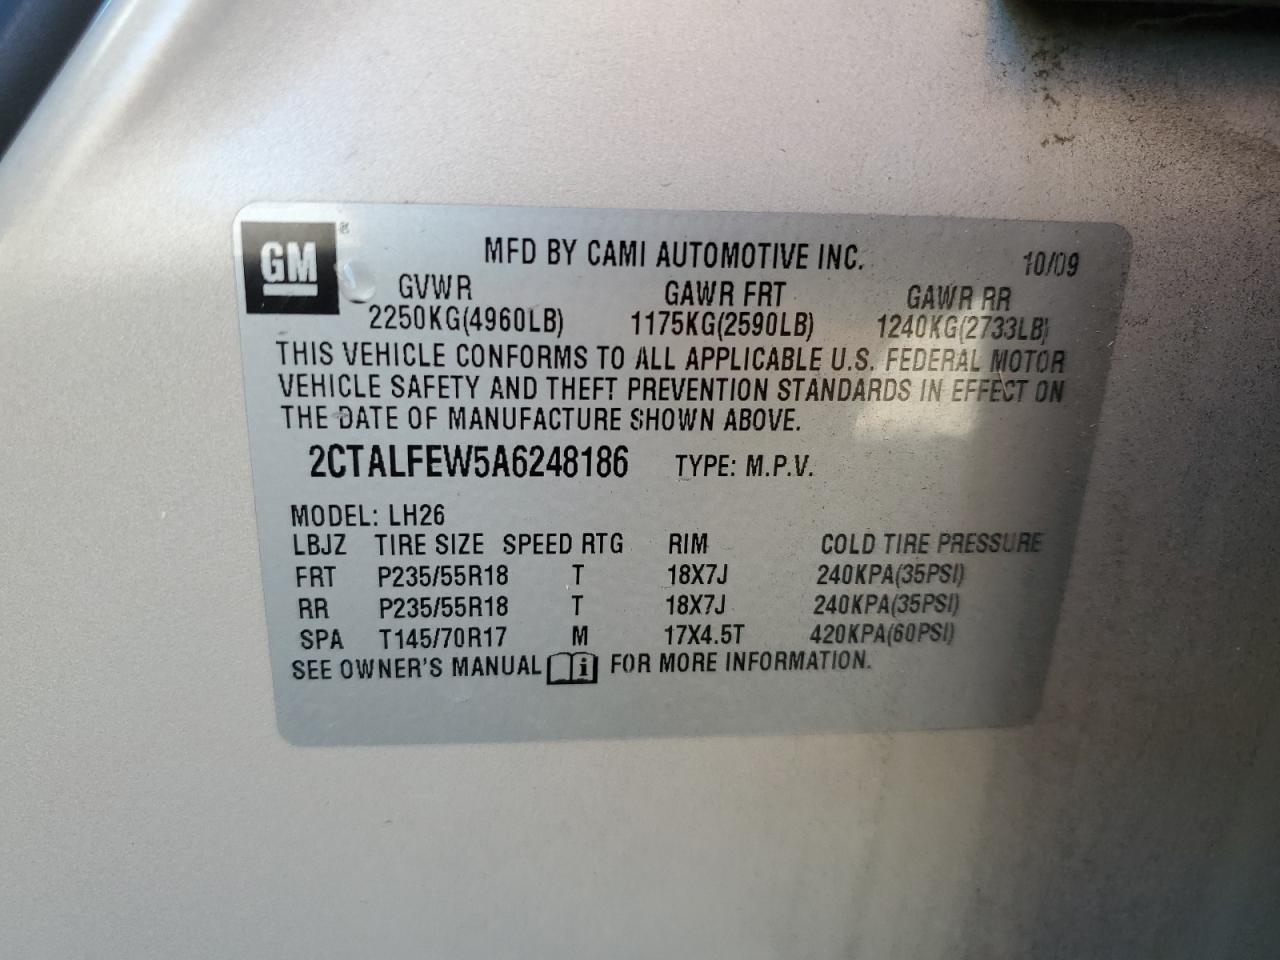 GM ®
MFD BY CAMI AUTOMOTIVE INC. 10/09
GVWR GAWR FRT GAWR RR
2250KG(4960LB) 1175KG(2590LB) 1240KG(2733LB)
THIS VEHICLE CONFORMS TO ALL APPLICABLE U.S. FEDERAL MOTOR
VEHICLE SAFETY AND THEFT PREVENTION STANDARDS IN EFFECT ON
THE DATE OF MANUFACTURE SHOWN ABOVE.
2CTALFEW5A6248186 TYPE: M.P.V.
MODEL: LH26
LBJZ TIRE SIZE SPEED RTG RIM COLD TIRE PRESSURE
FRT P235/55R18 T 18X7J 240KPA(35PSI)
RR P235/55R18 T 18X7J 240KPA(35PSI)
SPA T145/70R17 M 17X4.5T 420KPA(60PSI)
SEE OWNER'S MANUAL i FOR MORE INFORMATION.